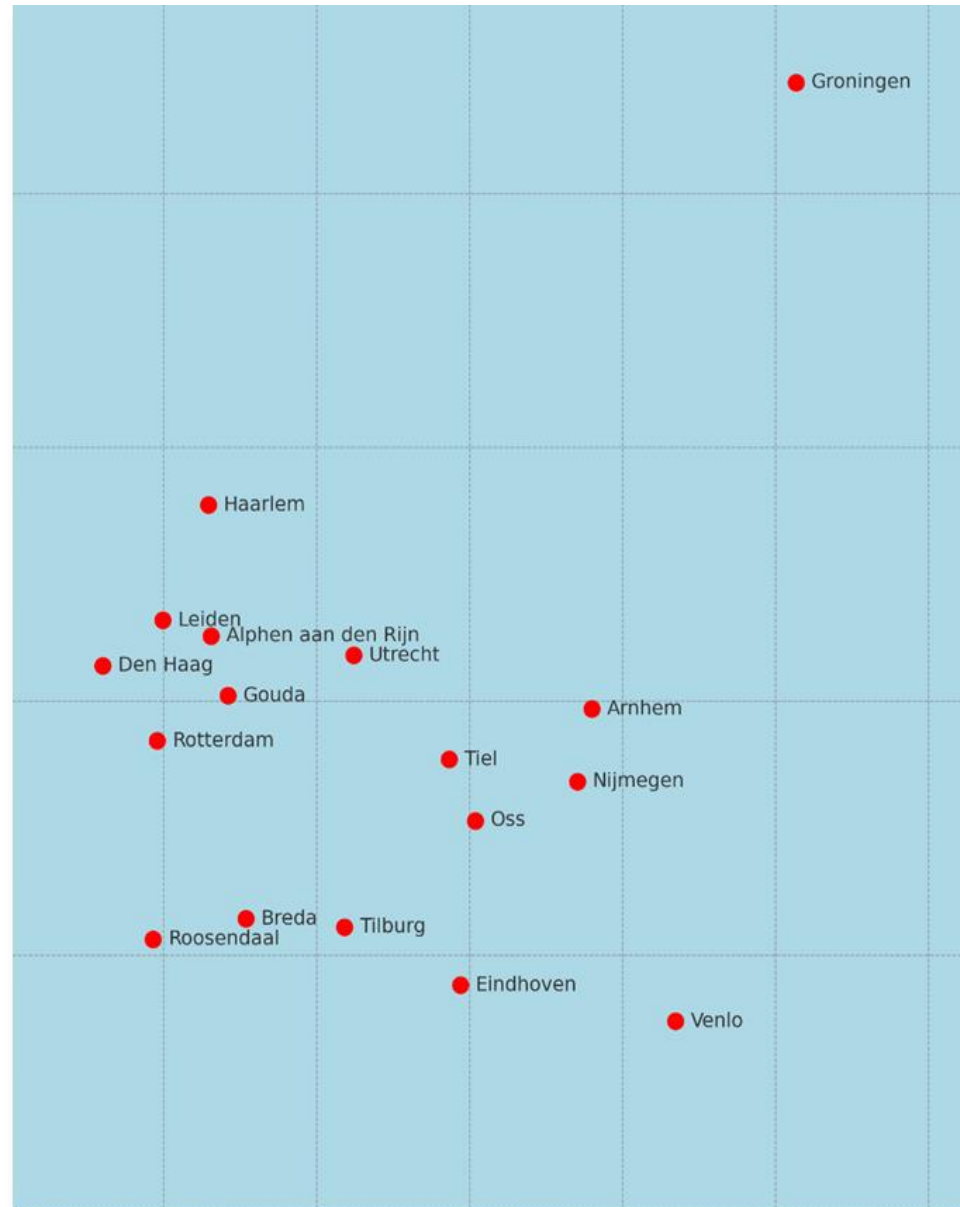 Groningen
Haarlem
Leiden
Alphen aan den Rijn
Utrecht
Den Haag
Gouda
Arnhem
Rotterdam
Tiel
Nijmegen
Oss
Breda
Tilburg
Roosendaal
Eindhoven
Venlo